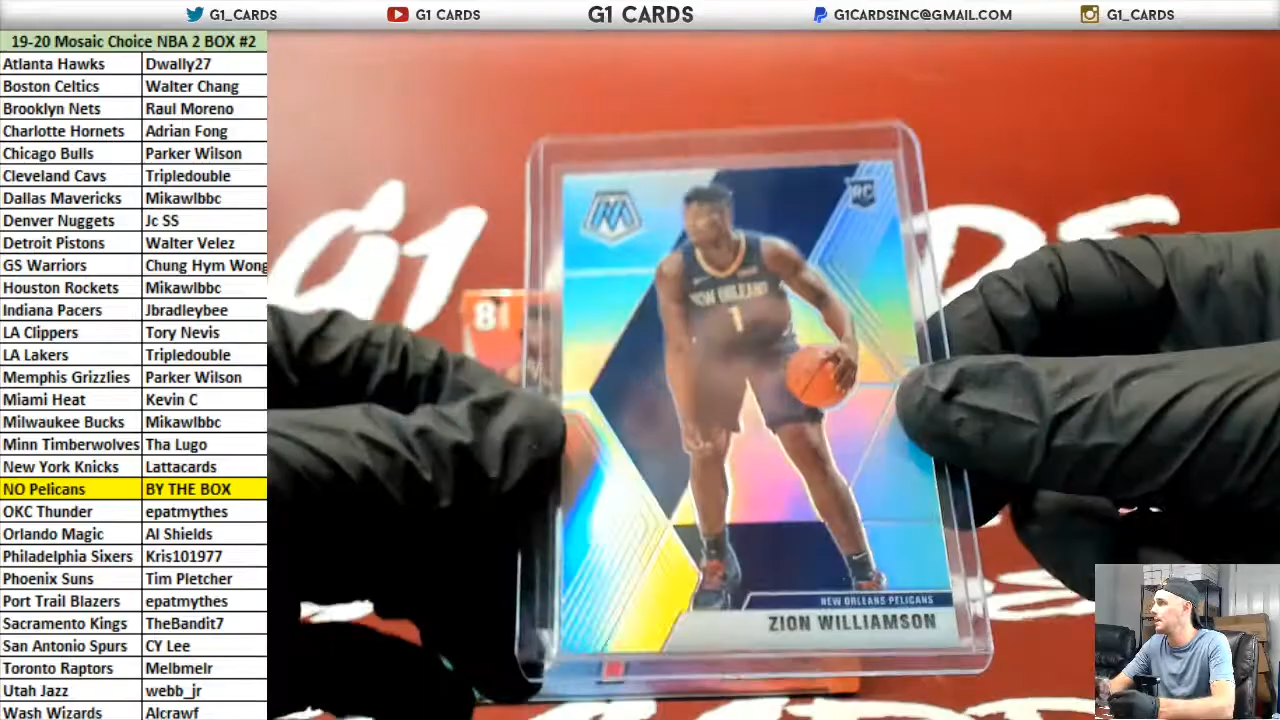 G1_CARDS
G1 CARDS
G1 CARDS
G1CARDSINC@GMAIL.COM
G1_CARDS
19-20 Mosaic Choice NBA 2 BOX #2
Atlanta Hawks Dwally27
Boston Celtics Walter Chang
Brooklyn Nets Raul Moreno
Charlotte Hornets Adrian Fong
Chicago Bulls Parker Wilson
Cleveland Cavs Tripledouble
Dallas Mavericks Mikawlbbc
Denver Nuggets Jc SS
Detroit Pistons Walter Velez
GS Warriors Chung Hym Wong
Houston Rockets Mikawlbbc
Indiana Pacers Jbradleybee
LA Clippers Tory Nevis
LA Lakers Tripledouble
Memphis Grizzlies Parker Wilson
Miami Heat Kevin C
Milwaukee Bucks Mikawlbbc
Minn Timberwolves Tha Lugo
New York Knicks Lattacards
NO Pelicans BY THE BOX
OKC Thunder epatmythes
Orlando Magic Al Shields
Philadelphia Sixers Kris101977
Phoenix Suns Tim Pletcher
Port Trail Blazers epatmythes
Sacramento Kings TheBandit7
San Antonio Spurs CY Lee
Toronto Raptors Melbmelr
Utah Jazz webb_jr
Wash Wizards Alcrawf
G1
RC
NEW ORLEANS
1
NEW ORLEANS PELICANS
ZION WILLIAMSON